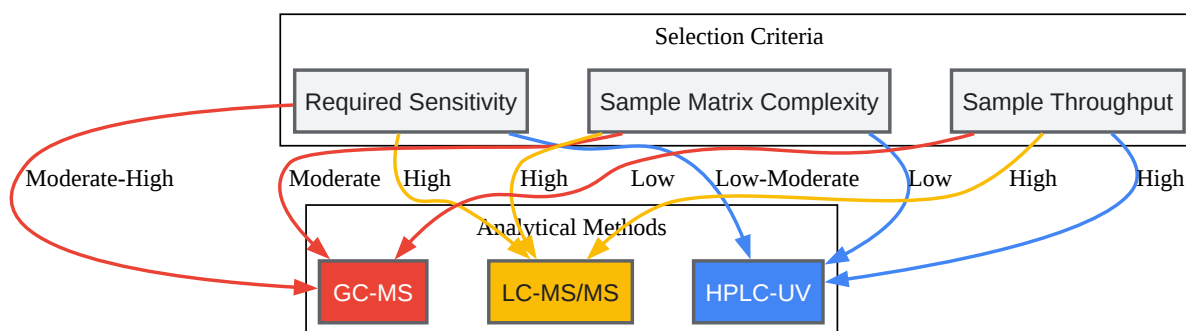 Selection Criteria
Required Sensitivity
Sample Matrix Complexity
Sample Throughput
Moderate-High
Moderate
High
High
Low
Low-Moderate
Low
High
High
Analytical Methods
GC-MS
LC-MS/MS
HPLC-UV